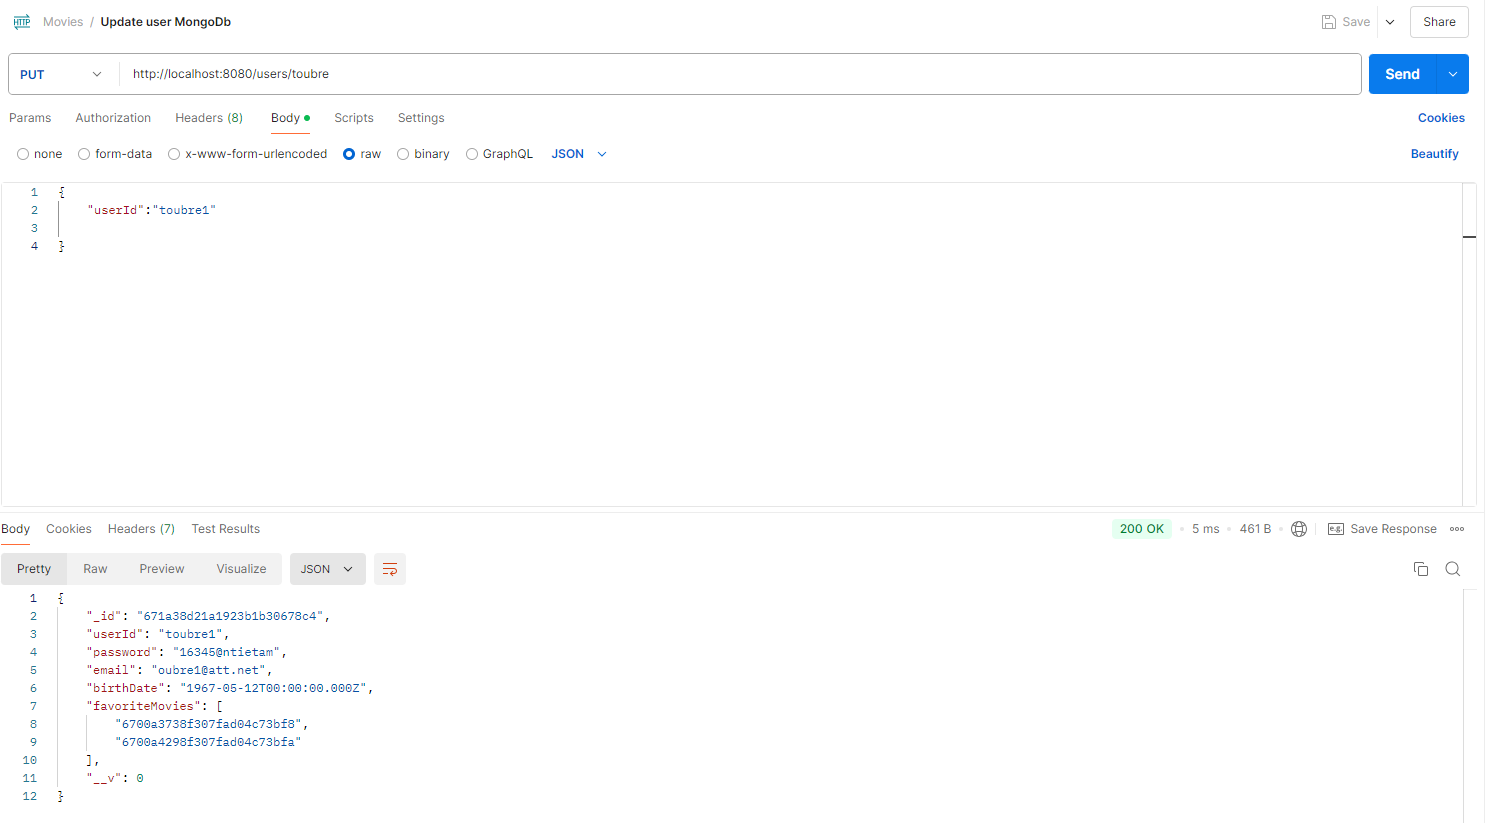 HTTP Movies / Update user MongoDb Save Share
PUT http://localhost:8080/users/toubre Send
Params Authorization Headers (8) Body Scripts Settings Cookies
none form-data x-www-form-urlencoded raw binary GraphQL JSON Beautify
1 {
2 "userId":"toubre1"
3
4 }
Body Cookies Headers (7) Test Results 200 OK 5 ms 461 B e.g. Save Response
Pretty Raw Preview Visualize JSON
1 {
2 "_id": "671a38d21a1923b1b30678c4",
3 "userId": "toubre1",
4 "password": "16345@ntietam",
5 "email": "oubre1@att.net",
6 "birthDate": "1967-05-12T00:00:00.000Z",
7 "favoriteMovies": [
8 "6700a3738f307fad04c73bf8",
9 "6700a4298f307fad04c73bfa"
10 ],
11 "__v": 0
12 }